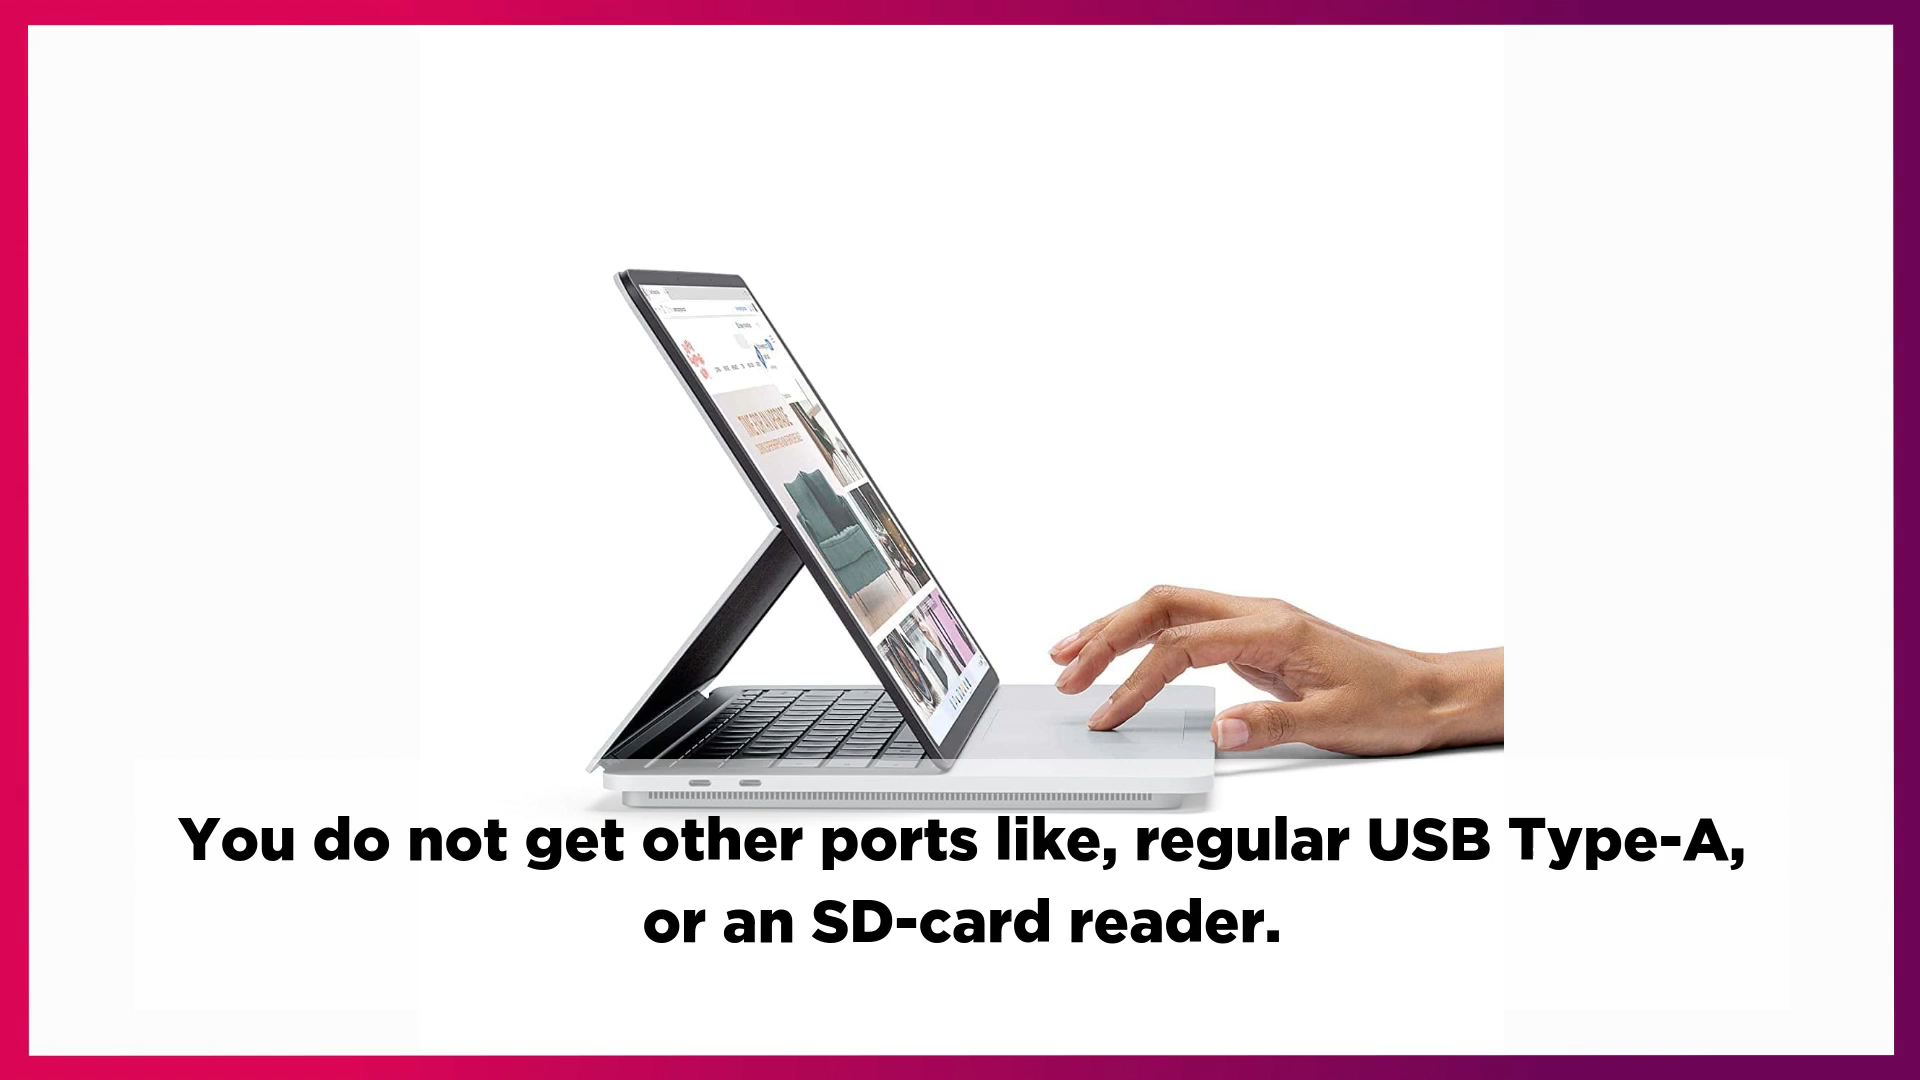 You do not get other ports like, regular USB Type-A,
or an SD-card reader.